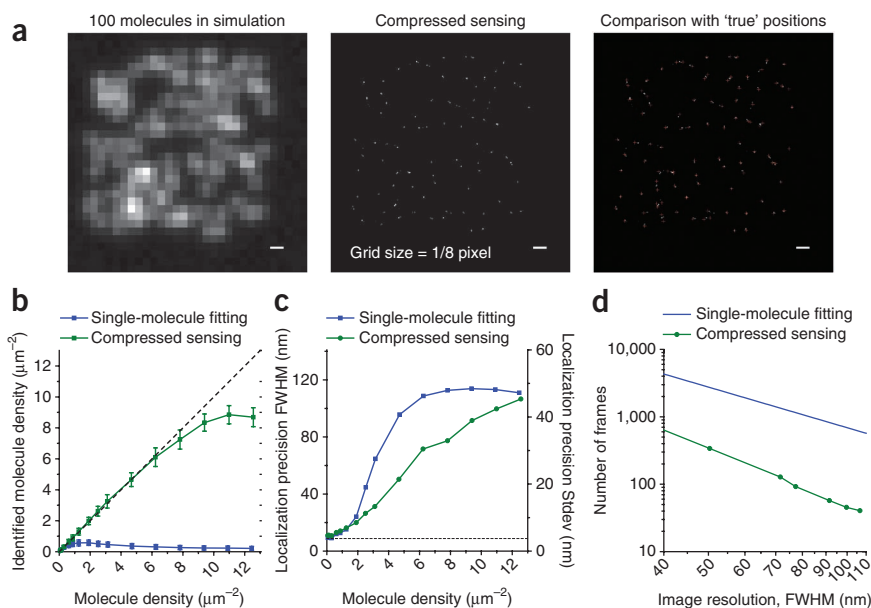 a
100 molecules in simulation
Compressed sensing
Comparison with ‘true’ positions
Grid size = 1/8 pixel
b
Single-molecule fitting
Compressed sensing
Identified molecule density (μm⁻²)
12
10
8
6
4
2
0
0 2 4 6 8 10 12
Molecule density (μm⁻²)
c
Single-molecule fitting
Compressed sensing
Localization precision FWHM (nm)
120
80
40
0
Localization precision Stdev (nm)
60
40
20
0
0 2 4 6 8 10 12
Molecule density (μm⁻²)
d
Single-molecule fitting
Compressed sensing
Number of frames
10,000
1,000
100
10
40 50 60 70 80 90 100 110
Image resolution, FWHM (nm)